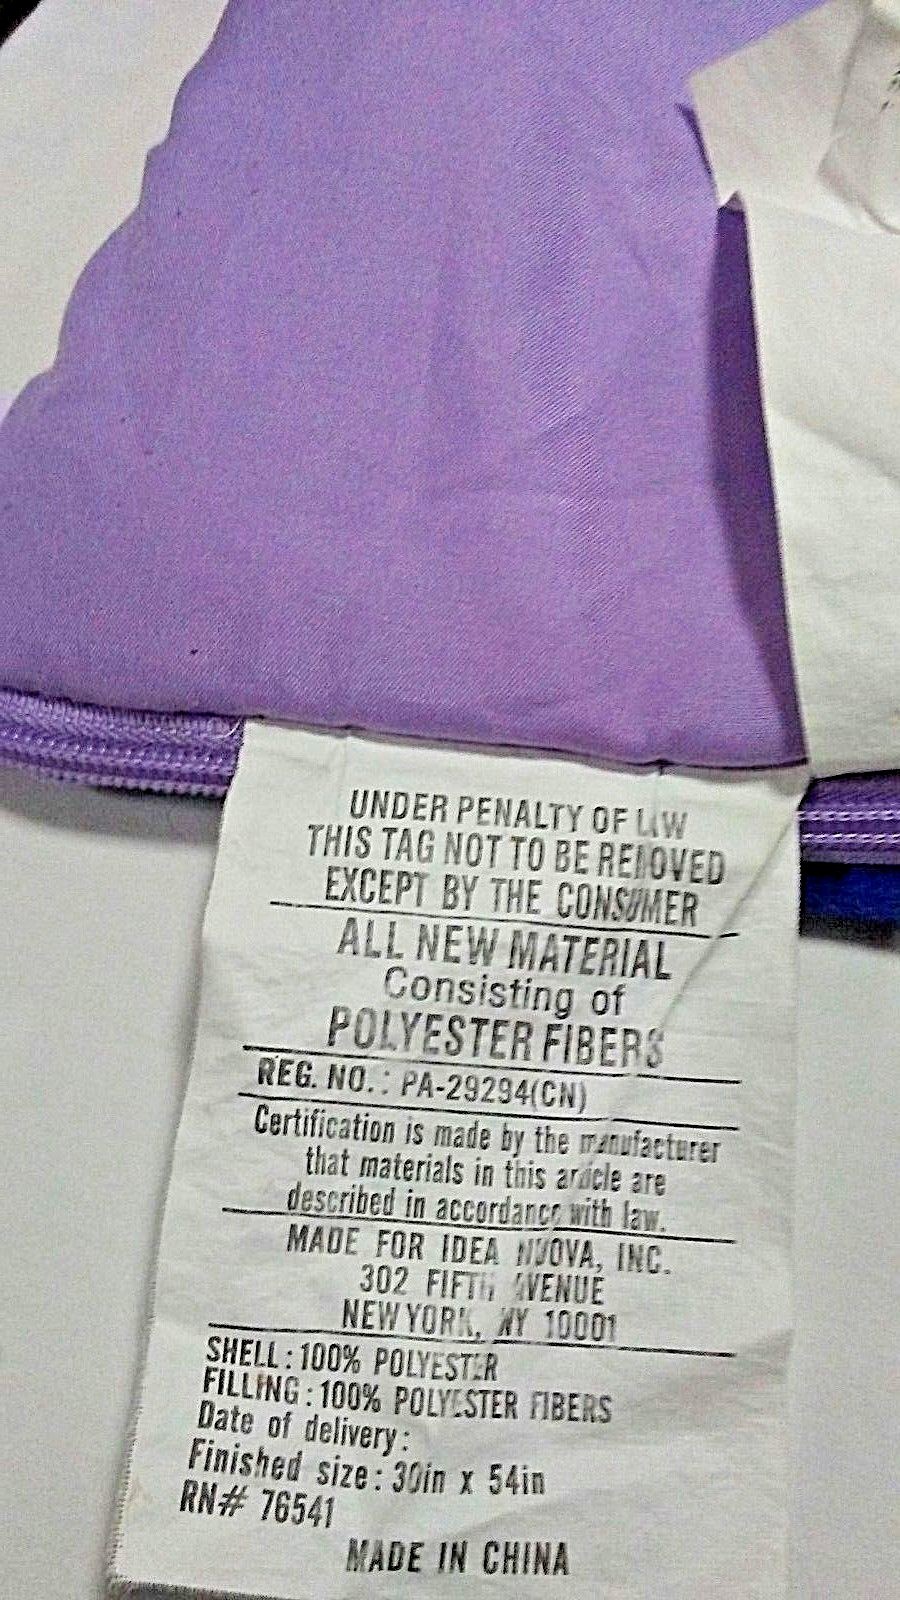 UNDER PENALTY OF LAW
THIS TAG NOT TO BE REMOVED
EXCEPT BY THE CONSUMER
ALL NEW MATERIAL
Consisting of
POLYESTER FIBERS
REG. NO. : PA-29294(CN)
Certification is made by the manufacturer
that materials in this article are
described in accordance with law.
MADE FOR IDEA NUOVA, INC.
302 FIFTH AVENUE
NEW YORK, NY 10001
SHELL : 100% POLYESTER
FILLING : 100% POLYESTER FIBERS
Date of delivery :
Finished size : 30in x 54in
RN# 76541
MADE IN CHINA